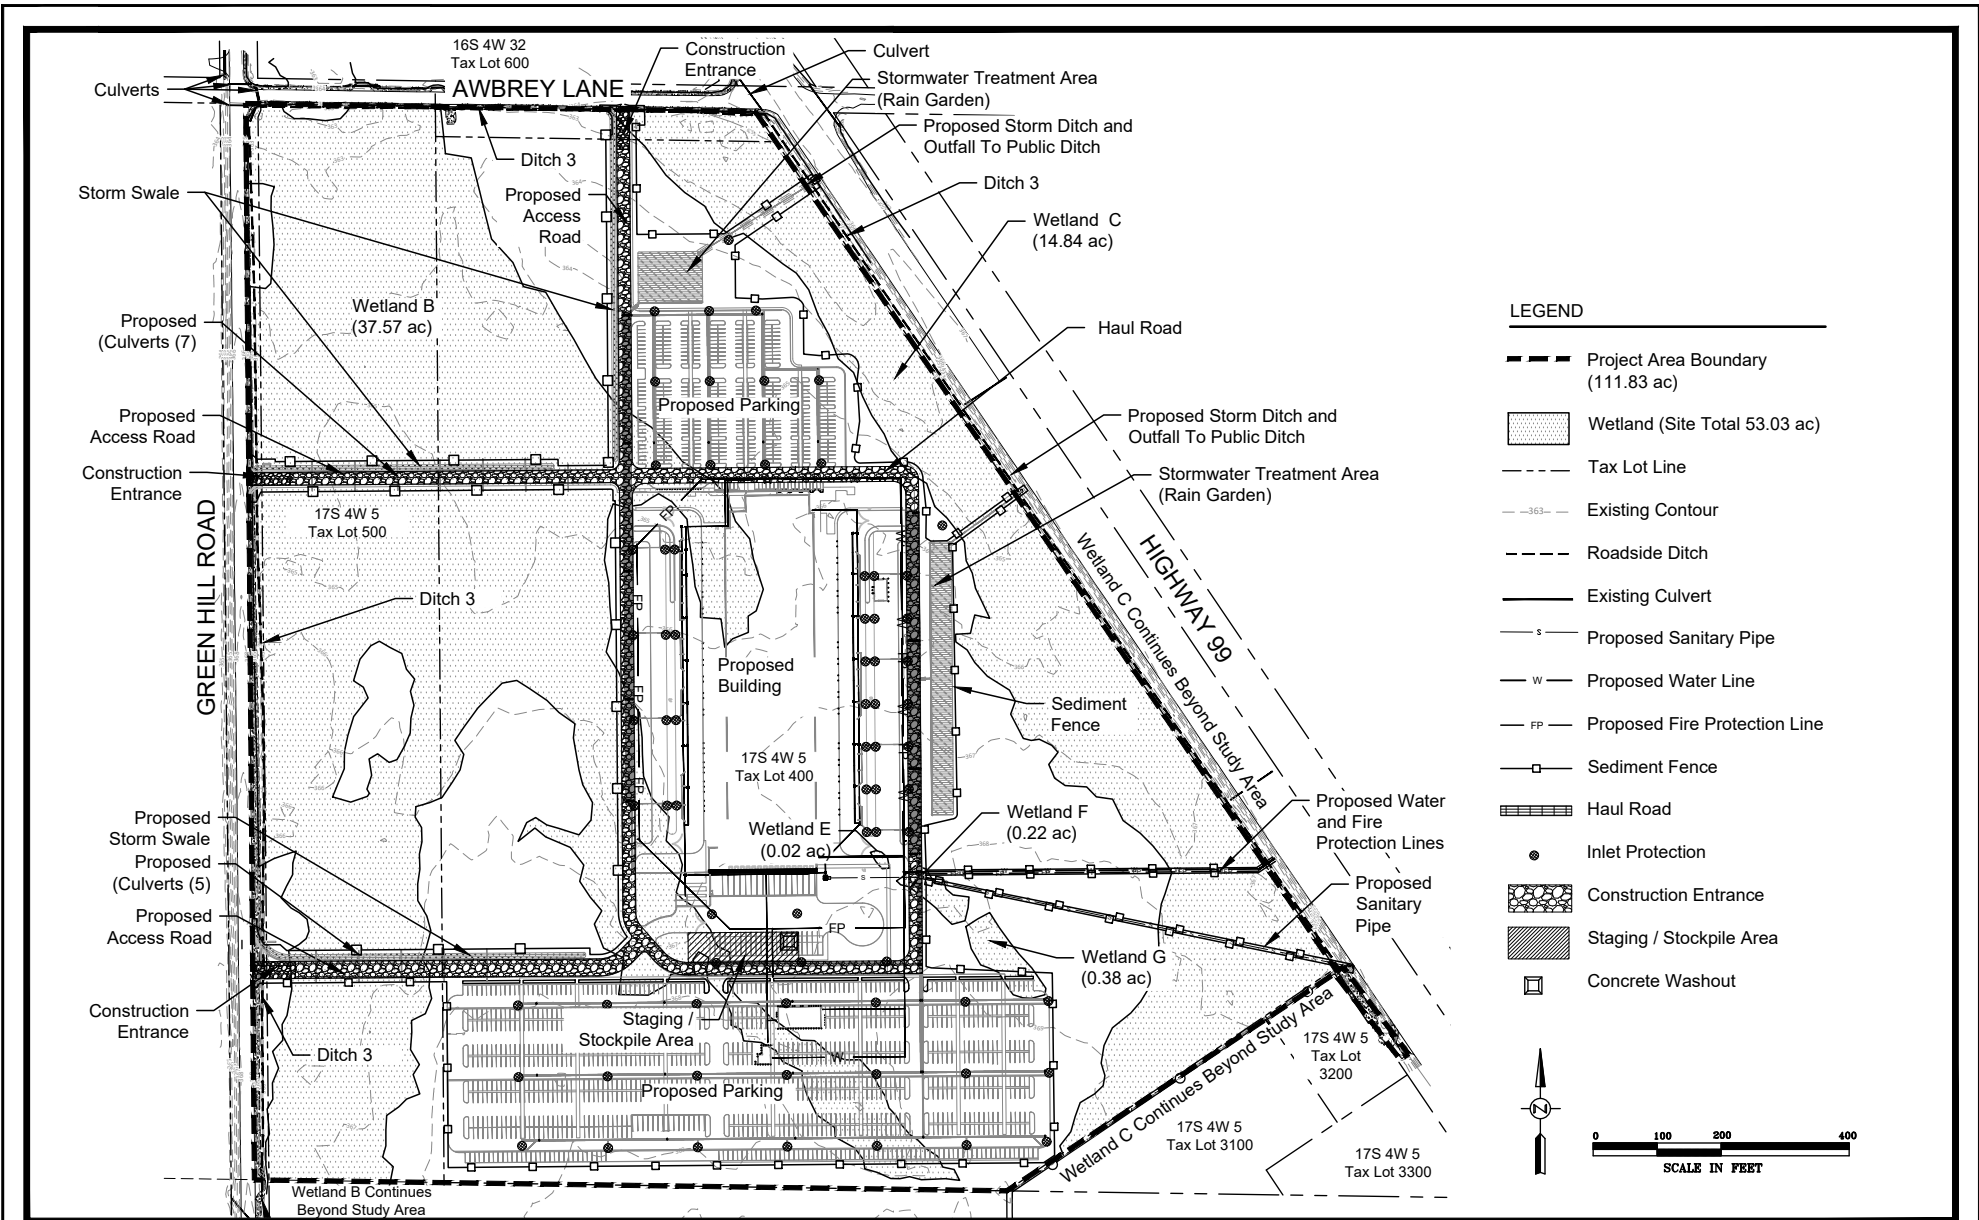 16S 4W 32
Tax Lot 600
AWBREY LANE
Construction
Entrance
Culvert
Culverts
Stormwater Treatment Area
(Rain Garden)
Proposed Storm Ditch and
Outfall To Public Ditch
Ditch 3
Ditch 3
Storm Swale
Proposed
Access
Road
Wetland C
(14.84 ac)
Wetland B
(37.57 ac)
Proposed
(Culverts (7)
Haul Road
Proposed Parking
Proposed
Access Road
Proposed Storm Ditch and
Outfall To Public Ditch
Construction
Entrance
Stormwater Treatment Area
(Rain Garden)
17S 4W 5
Tax Lot 500
GREEN HILL ROAD
HIGHWAY 99
Wetland C Continues Beyond Study Area
FP
FP
FP
FP
Ditch 3
Proposed
Building
Sediment
Fence
17S 4W 5
Tax Lot 400
Wetland E
(0.02 ac)
Wetland F
(0.22 ac)
Proposed Water
and Fire
Protection Lines
Proposed
Storm Swale
Proposed
(Culverts (5)
Proposed
Access Road
S
FP
Proposed
Sanitary
Pipe
Wetland G
(0.38 ac)
Construction
Entrance
Staging /
Stockpile Area
Ditch 3
W
Proposed Parking
Wetland C Continues Beyond Study Area
17S 4W 5
Tax Lot
3200
17S 4W 5
Tax Lot 3100
17S 4W 5
Tax Lot 3300
Wetland B Continues
Beyond Study Area
LEGEND
Project Area Boundary
(111.83 ac)
Wetland (Site Total 53.03 ac)
Tax Lot Line
363 Existing Contour
Roadside Ditch
Existing Culvert
S Proposed Sanitary Pipe
W Proposed Water Line
FP Proposed Fire Protection Line
Sediment Fence
Haul Road
Inlet Protection
Construction Entrance
Staging / Stockpile Area
Concrete Washout
N
0 100 200 400
SCALE IN FEET